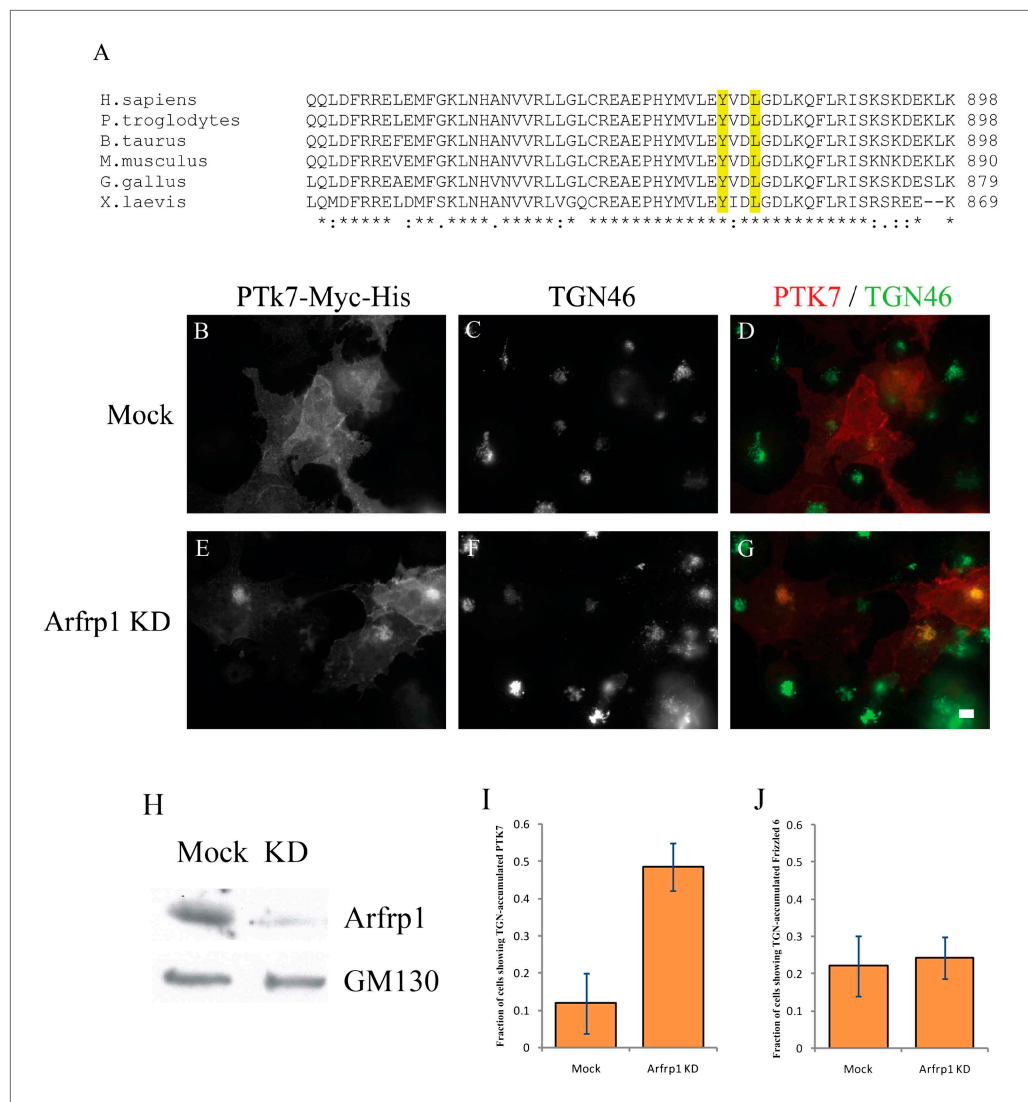 A
H.sapiens QQLDFRRELEMFGKLNHANVVRLLGLCREAEPHYMVLEYVDLGDLKQFLRISKSKDEKLK 898
P.troglodytes QQLDFRRELEMFGKLNHANVVRLLGLCREAEPHYMVLEYVDLGDLKQFLRISKSKDEKLK 898
B.taurus QQLDFRREFEMFGKLNHANVVRLLGLCREAEPHYMVLEYVDLGDLKQFLRISKSKDEKLK 898
M.musculus QQLDFRREVEMFGKLNHANVVRLLGLCREAEPHYMVLEYVDLGDLKQFLRISKNKDEKLK 890
G.gallus LQLDFRREAEMFGKLNHVNVVRLLGLCREAEPHYMVLEYVDLGDLKQFLRISKSKDESLK 879
X.laevis LQMDFRRELDMFSKLNHANVVRLVGQCREAEPHYMVLEYIDLGDLKQFLRISRSREE--K 869
*:***** :**.****.*****:* *****************:************:.:: *
PTk7-Myc-His TGN46 PTK7 / TGN46
Mock B C D
Arfrp1 KD E F G
H
Mock KD
Arfrp1
GM130
I
Fraction of cells showing TGN-accumulated PTK7
0.6
0.5
0.4
0.3
0.2
0.1
0
Mock Arfrp1 KD
J
Fraction of cells showing TGN-accumulated Frizzled 6
0.6
0.5
0.4
0.3
0.2
0.1
0
Mock Arfrp1 KD